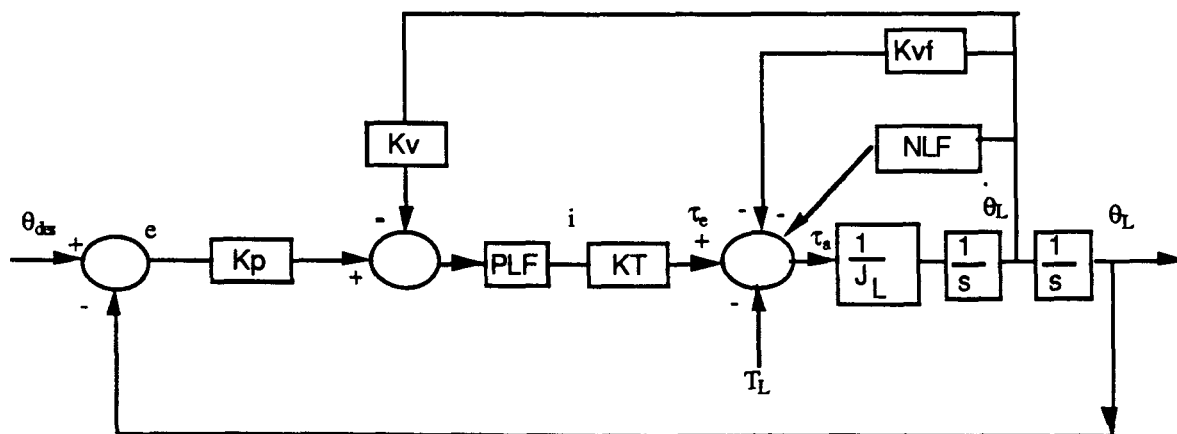 Kvf
Kv
NLF
-
-
-
θ̇L
θL
θdes
+
e
Kp
+
PLF
i
KT
τe
+
τa
1
JL
1
s
1
s
-
-
TL